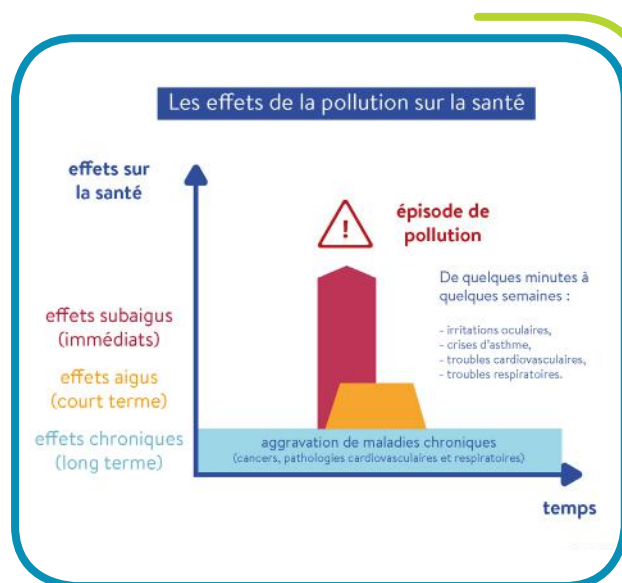 Les effets de la pollution sur la santé
effets sur
la santé
!
épisode de
pollution
De quelques minutes à
quelques semaines :
- irritations oculaires,
- crises d'asthme,
- troubles cardiovasculaires,
- troubles respiratoires.
effets subaigus
(immédiats)
effets aigus
(court terme)
effets chroniques
(long terme)
aggravation de maladies chroniques
(cancers, pathologies cardiovasculaires et respiratoires)
temps